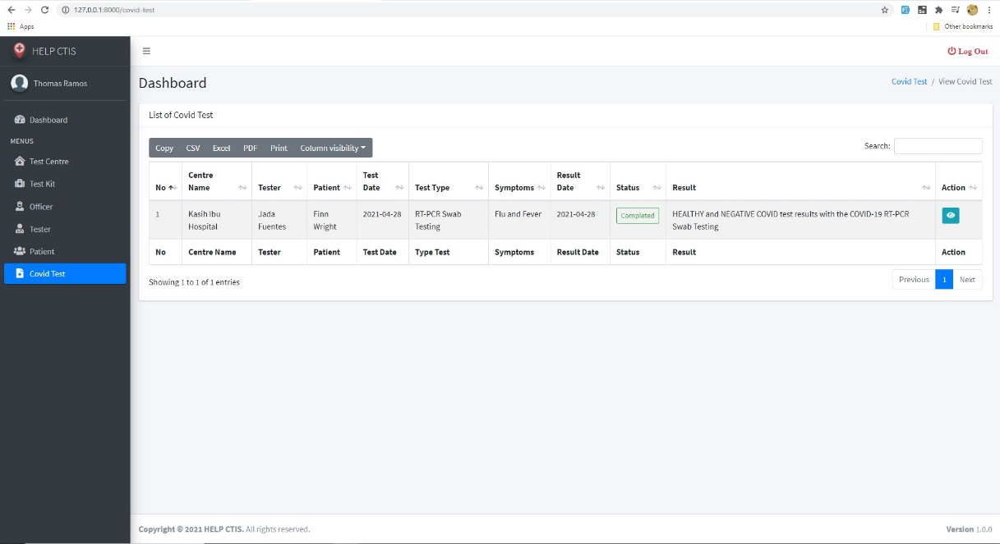 127.0.0.1:8000/covid-test
Apps
Other bookmarks
HELP CTIS
Log Out
Thomas Ramos
Dashboard
Covid Test / View Covid Test
Dashboard
MENUS
Test Centre
Test Kit
Officer
Tester
Patient
Covid Test
List of Covid Test
Copy CSV Excel PDF Print Column visibility
Search:
No Centre Name Tester Patient Test Date Test Type Symptoms Result Date Status Result Action
1 Kasih Ibu Hospital Jada Fuentes Finn Wright 2021-04-28 RT-PCR Swab Testing Flu and Fever 2021-04-28 Completed HEALTHY and NEGATIVE COVID test results with the COVID-19 RT-PCR Swab Testing
No Centre Name Tester Patient Test Date Type Test Symptoms Result Date Status Result Action
Showing 1 to 1 of 1 entries
Previous 1 Next
Copyright © 2021 HELP CTIS. All rights reserved.
Version 1.0.0